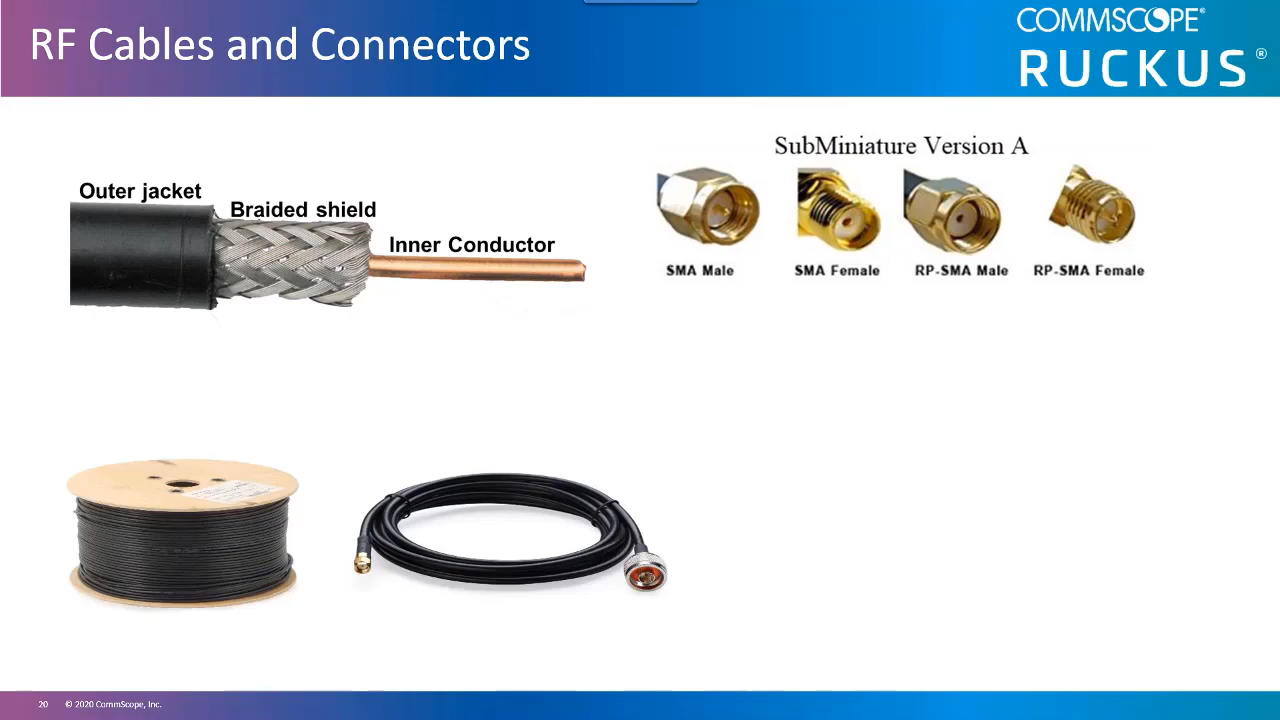 RF Cables and Connectors
COMMSCOPE®
RUCKUS®
SubMiniature Version A
Outer jacket
Braided shield
Inner Conductor
SMA Male
SMA Female
RP-SMA Male
RP-SMA Female
20
© 2020 CommScope, Inc.